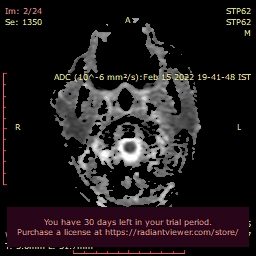 Im: 2/24
Se: 1350
A
STP62
STP62
M
ADC (10^-6 mm²/s):Feb 15 2022 19-41-48 IST
R
L
You have 30 days left in your trial period.
Purchase a license at https://radiantviewer.com/store/